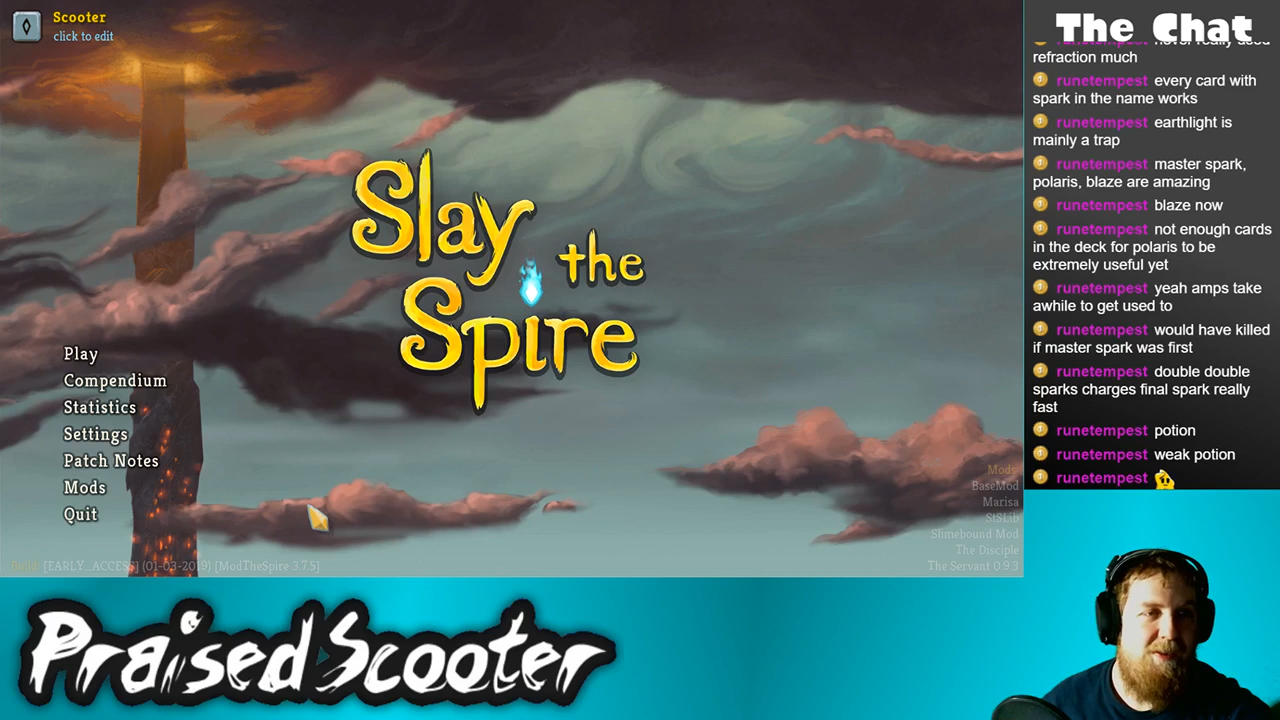 Scooter
click to edit
Slay
the
Spire
Play
Compendium
Statistics
Settings
Patch Notes
Mods
Quit
Mods
BaseMod
Marisa
StSLib
Slimebound Mod
The Disciple
The Servant 0.9.3
Build: [EARLY_ACCESS] (01-03-2019) [ModTheSpire 3.7.5]
The Chat
refraction much
runetempest every card with
spark in the name works
runetempest earthlight is
mainly a trap
runetempest master spark,
polaris, blaze are amazing
runetempest blaze now
runetempest not enough cards
in the deck for polaris to be
extremely useful yet
runetempest yeah amps take
awhile to get used to
runetempest would have killed
if master spark was first
runetempest double double
sparks charges final spark really
fast
runetempest potion
runetempest weak potion
runetempest
PraisedScooter